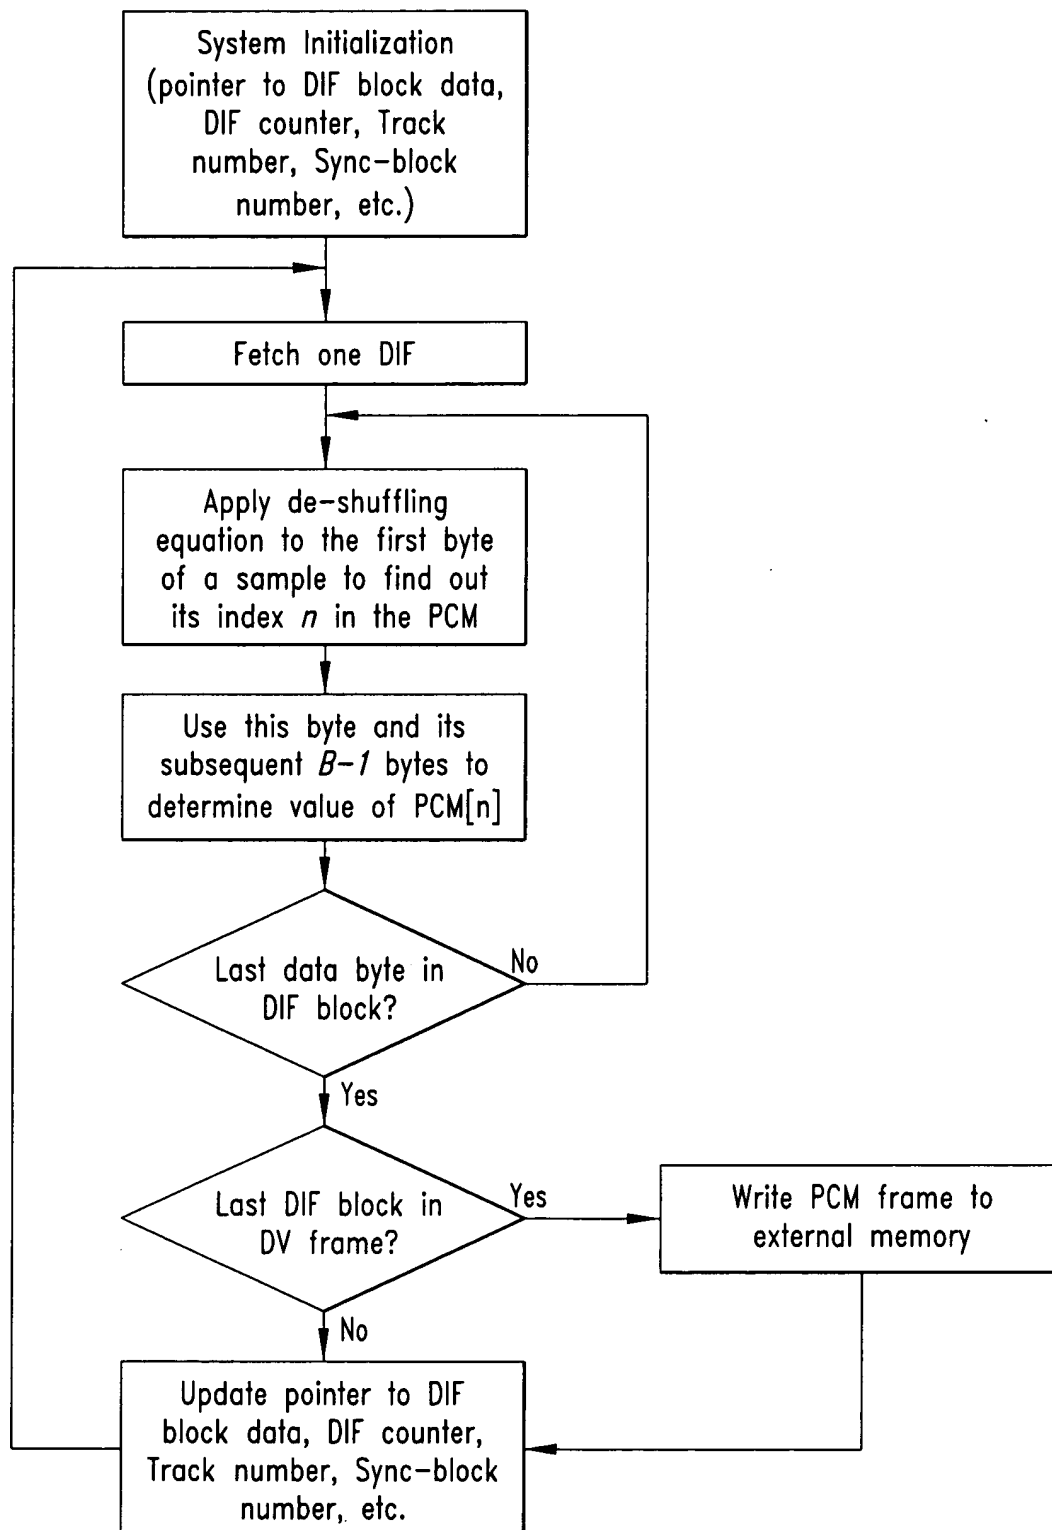 System Initialization
(pointer to DIF block data,
DIF counter, Track
number, Sync-block
number, etc.)
Fetch one DIF
Apply de-shuffling
equation to the first byte
of a sample to find out
its index n in the PCM
Use this byte and its
subsequent B-1 bytes to
determine value of PCM[n]
Last data byte in
DIF block?
No
Yes
Last DIF block in
DV frame?
Yes
Write PCM frame to
external memory
No
Update pointer to DIF
block data, DIF counter,
Track number, Sync-block
number, etc.